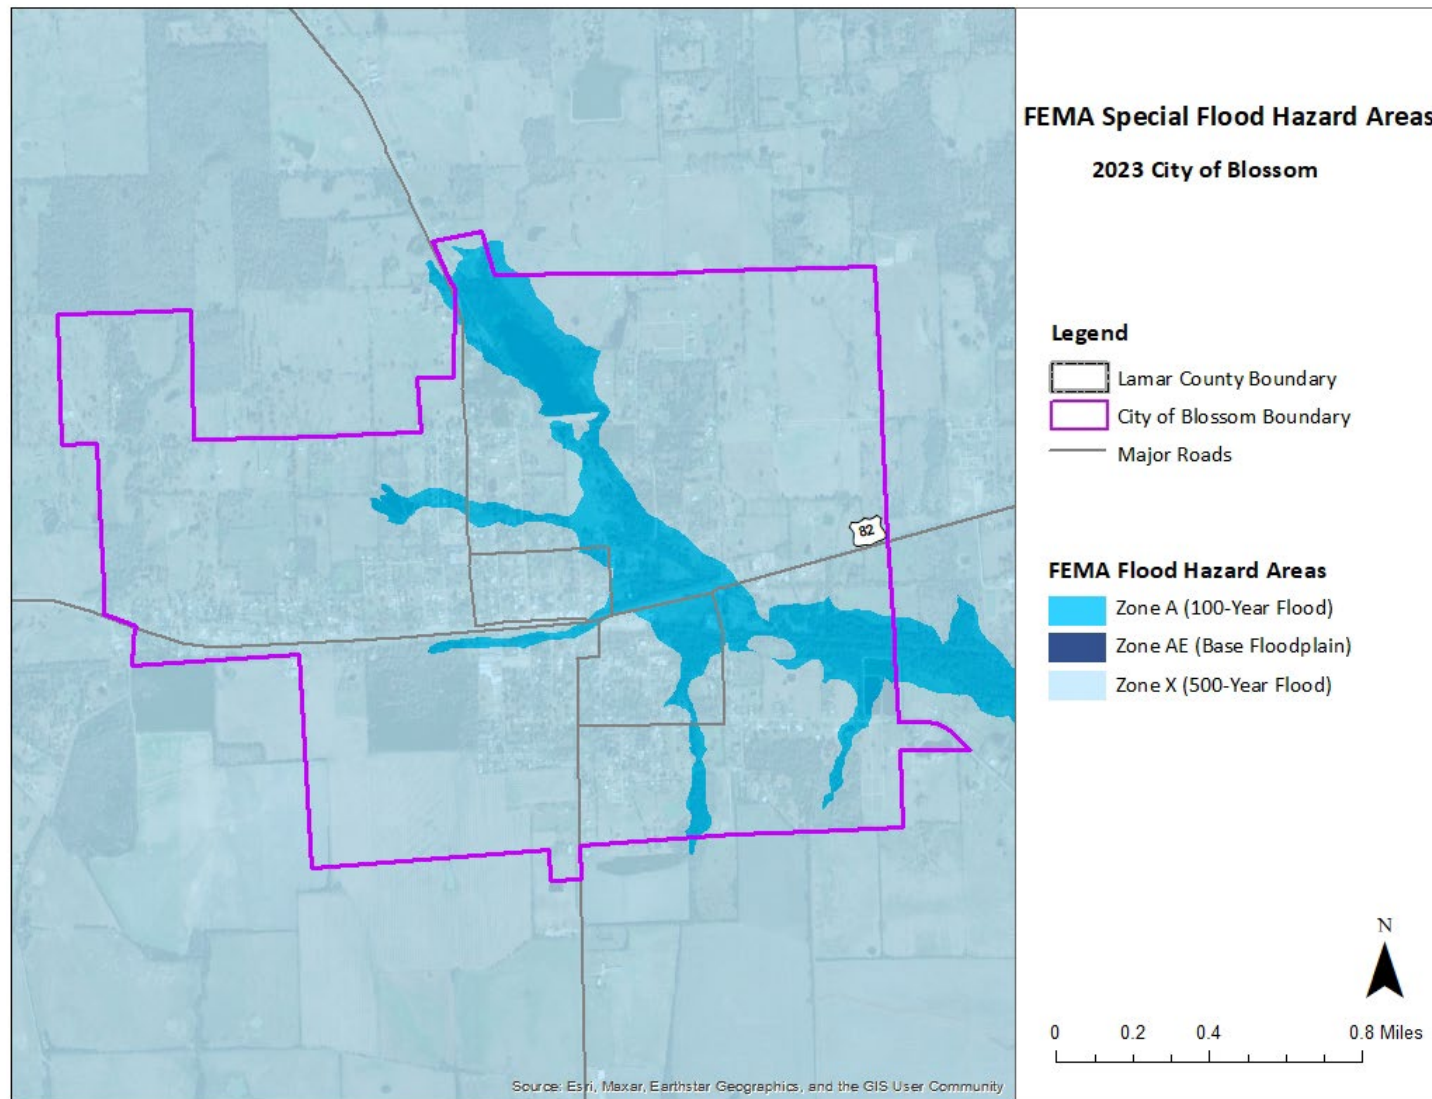 FEMA Special Flood Hazard Areas
2023 City of Blossom
Legend
Lamar County Boundary
City of Blossom Boundary
Major Roads
82
FEMA Flood Hazard Areas
Zone A (100-Year Flood)
Zone AE (Base Floodplain)
Zone X (500-Year Flood)
N
0 0.2 0.4 0.8 Miles
Source: Esri, Maxar, Earthstar Geographics, and the GIS User Community